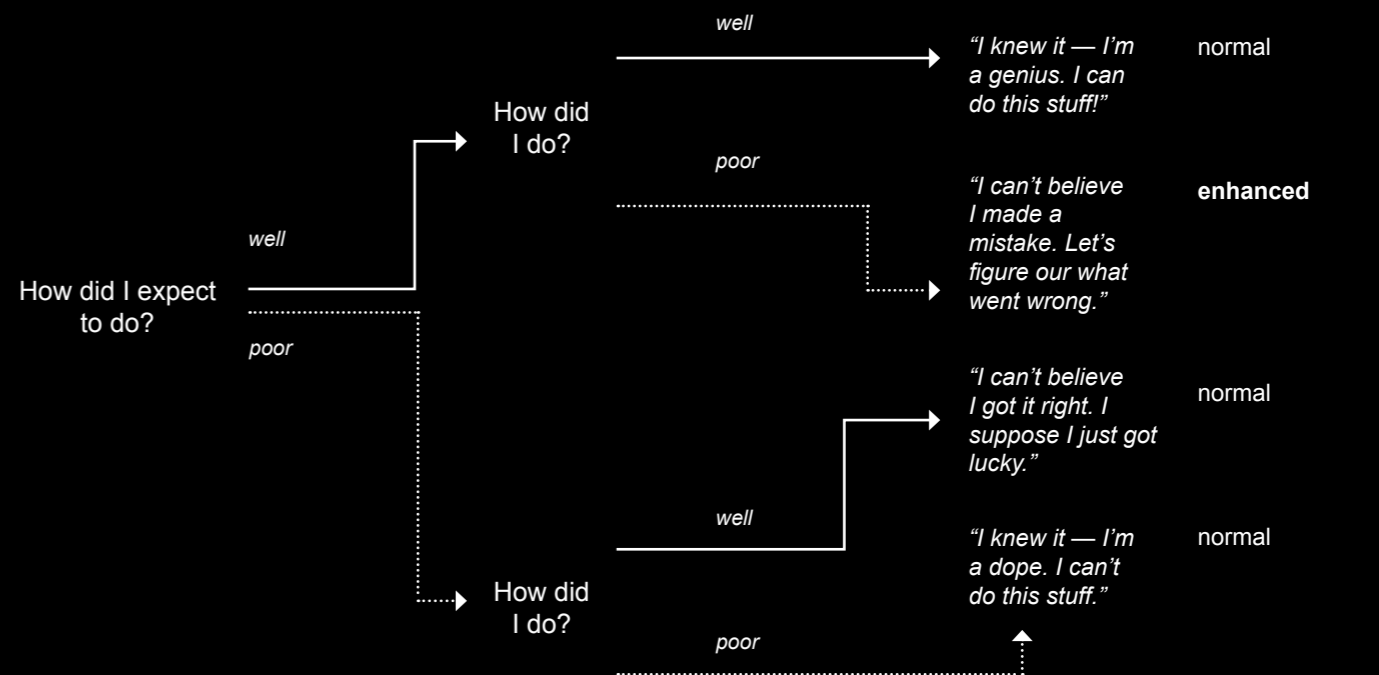 well
“I knew it — I’m
a genius. I can
do this stuff!”
normal
How did
I do?
poor
“I can’t believe
I made a
mistake. Let’s
figure our what
went wrong.”
enhanced
well
How did I expect
to do?
poor
“I can’t believe
I got it right. I
suppose I just got
lucky.”
normal
well
“I knew it — I’m
a dope. I can’t
do this stuff.”
normal
How did
I do?
poor